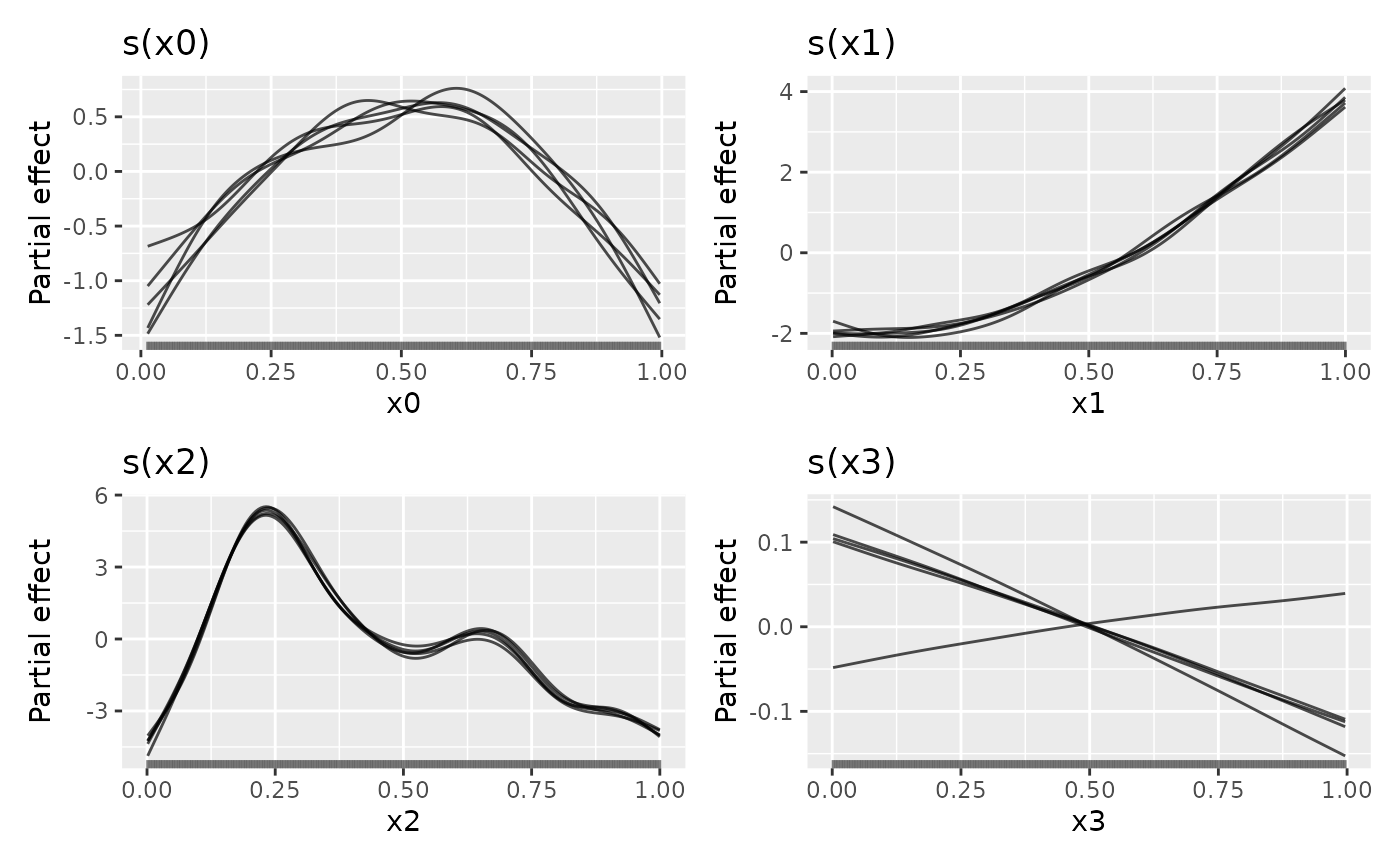 s(x0)
Partial effect
0.5
0.0
-0.5
-1.0
-1.5
0.00 0.25 0.50 0.75 1.00
x0
s(x1)
Partial effect
4
2
0
-2
0.00 0.25 0.50 0.75 1.00
x1
s(x2)
Partial effect
6
3
0
-3
0.00 0.25 0.50 0.75 1.00
x2
s(x3)
Partial effect
0.1
0.0
-0.1
0.00 0.25 0.50 0.75 1.00
x3